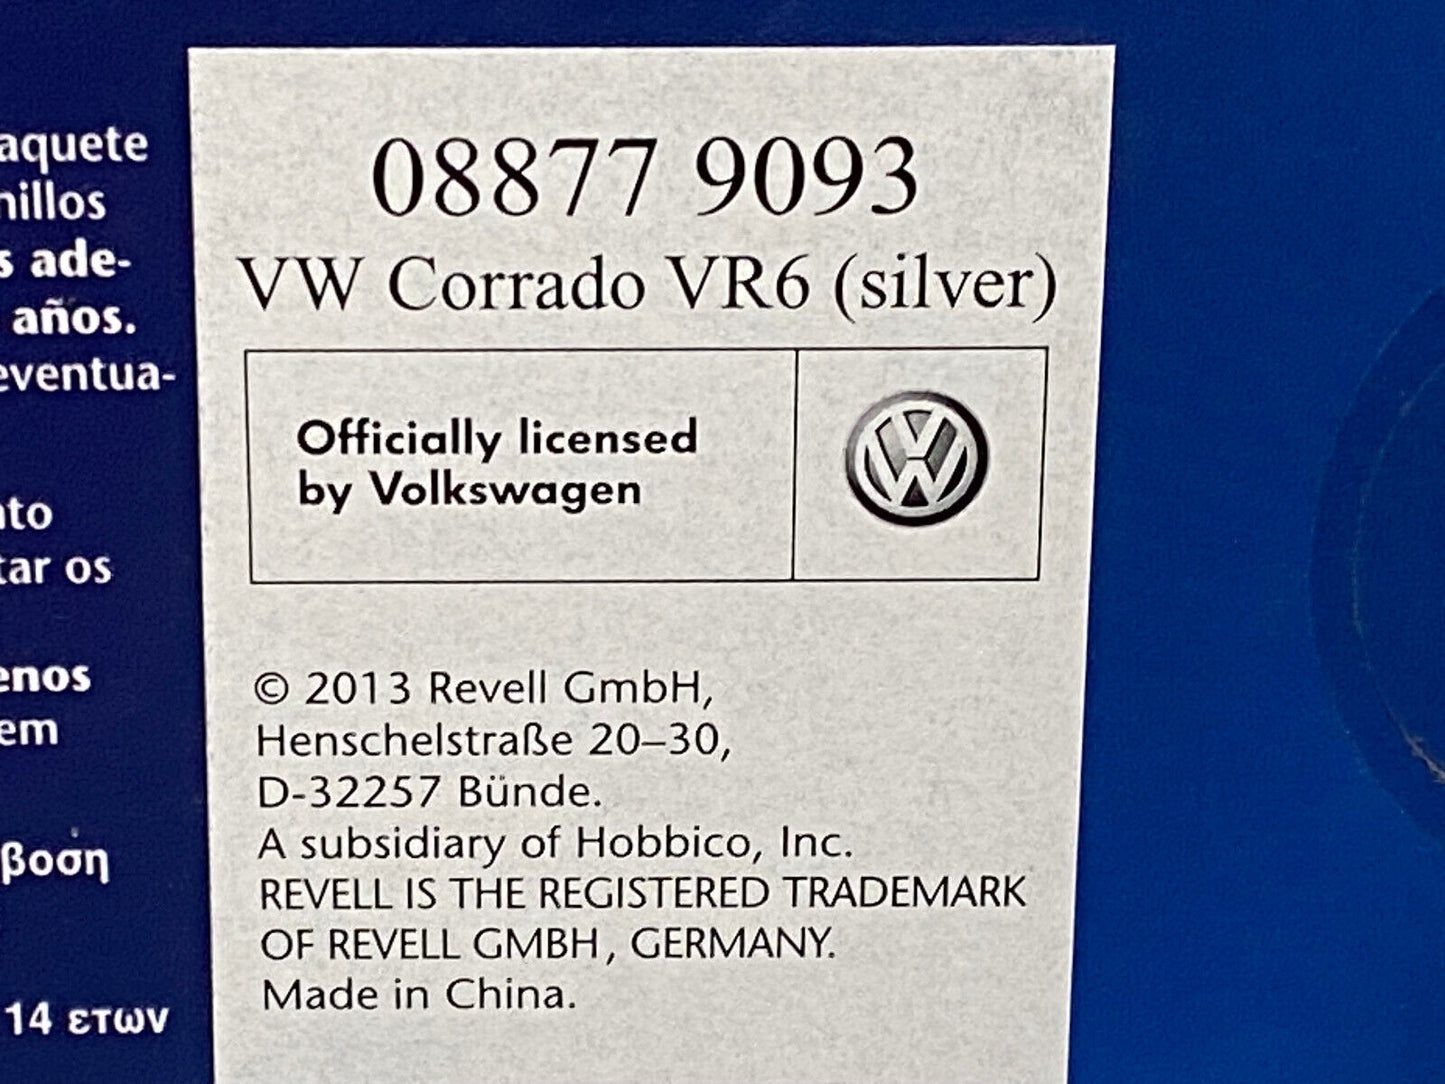 aquete
nillos
s ade-
años.
eventua-
nto
tar os
enos
em
βοση
14 ετων
08877 9093
VW Corrado VR6 (silver)
Officially licensed
by Volkswagen
© 2013 Revell GmbH,
Henschelstraße 20–30,
D-32257 Bünde.
A subsidiary of Hobbico, Inc.
REVELL IS THE REGISTERED TRADEMARK
OF REVELL GMBH, GERMANY.
Made in China.